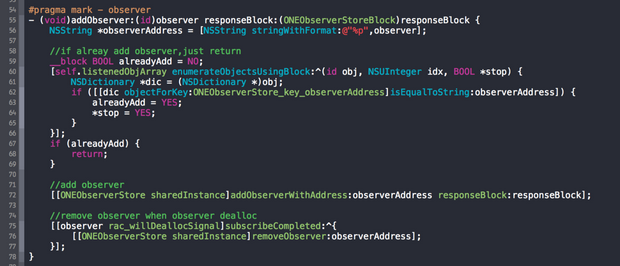 54 #pragma mark - observer
55 - (void)addObserver:(id)observer responseBlock:(ONEObserverStoreBlock)responseBlock {
56 NSString *observerAddress = [NSString stringWithFormat:@"%p",observer];
57
58 //if alreay add observer,just return
59 __block BOOL alreadyAdd = NO;
60 [self.listenedObjArray enumerateObjectsUsingBlock:^(id obj, NSUInteger idx, BOOL *stop) {
61 NSDictionary *dic = (NSDictionary *)obj;
62 if ([[dic objectForKey:ONEObserverStore_key_observerAddress]isEqualToString:observerAddress]) {
63 alreadyAdd = YES;
64 *stop = YES;
65 }
66 }];
67 if (alreadyAdd) {
68 return;
69 }
70
71 //add observer
72 [[ONEObserverStore sharedInstance]addObserverWithAddress:observerAddress responseBlock:responseBlock];
73
74 //remove observer when observer dealloc
75 [[observer rac_willDeallocSignal]subscribeCompleted:^{
76 [[ONEObserverStore sharedInstance]removeObserver:observerAddress];
77 }];
78 }